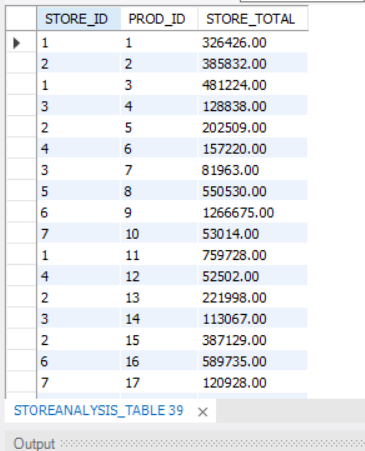 STORE_ID PROD_ID STORE_TOTAL
1 1 326426.00
2 2 385832.00
1 3 481224.00
3 4 128838.00
2 5 202509.00
4 6 157220.00
3 7 81963.00
5 8 550530.00
6 9 1266675.00
7 10 53014.00
1 11 759728.00
4 12 52502.00
2 13 221998.00
3 14 113067.00
2 15 387129.00
6 16 589735.00
7 17 120928.00
STOREANALYSIS_TABLE 39
Output